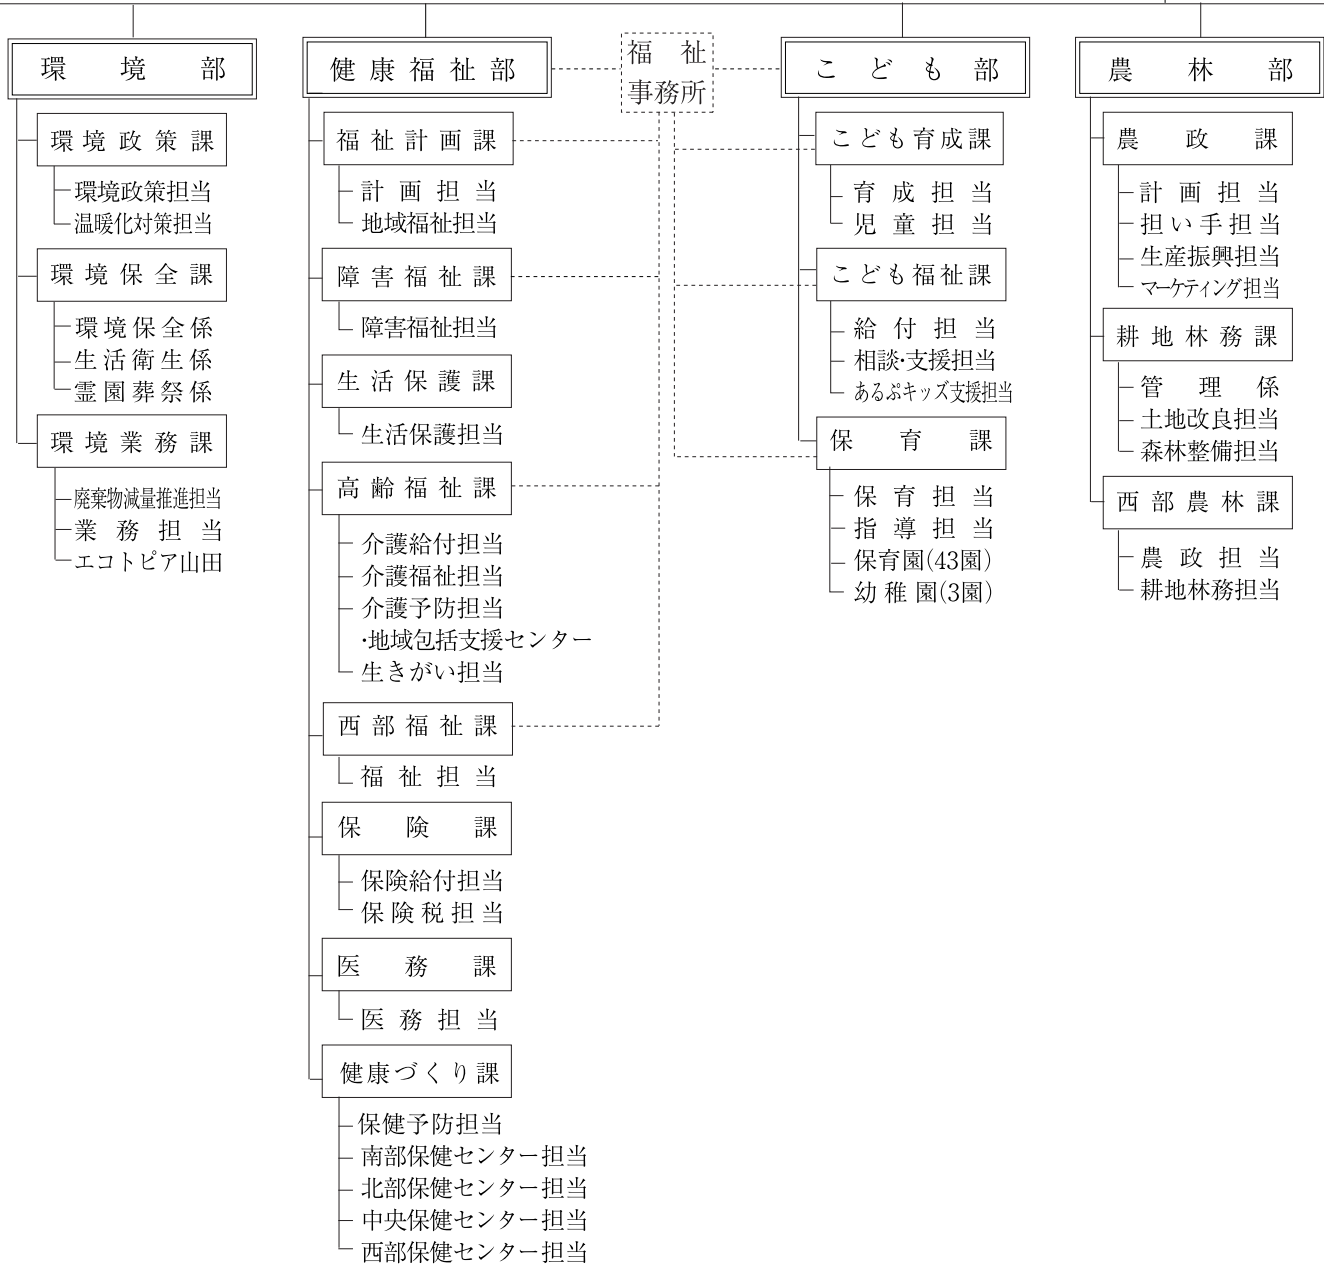 環境部
環境政策課
環境政策担当
温暖化対策担当
環境保全課
環境保全係
生活衛生係
霊園葬祭係
環境業務課
廃棄物減量推進担当
業務担当
エコトピア山田
健康福祉部
福祉計画課
計画担当
地域福祉担当
障害福祉課
障害福祉担当
生活保護課
生活保護担当
高齢福祉課
介護給付担当
介護福祉担当
介護予防担当
・地域包括支援センター
生きがい担当
西部福祉課
福祉担当
保険課
保険給付担当
保険税担当
医務課
医務担当
健康づくり課
保健予防担当
南部保健センター担当
北部保健センター担当
中央保健センター担当
西部保健センター担当
福祉
事務所
こども部
こども育成課
育成担当
児童担当
こども福祉課
給付担当
相談・支援担当
あるぷキッズ支援担当
保育課
保育担当
指導担当
保育園(43園)
幼稚園(3園)
農林部
農政課
計画担当
担い手担当
生産振興担当
マーケティング担当
耕地林務課
管理係
土地改良担当
森林整備担当
西部農林課
農政担当
耕地林務担当